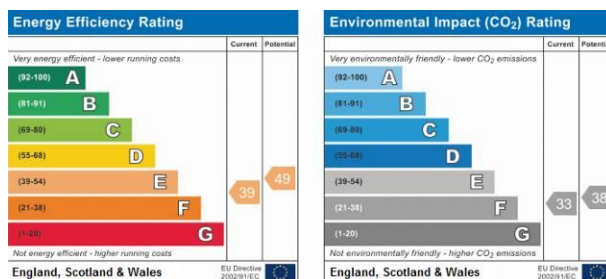 Energy Efficiency Rating
Current Potential
Very energy efficient - lower running costs
(92-100) A
(81-91) B
(69-80) C
(55-68) D
(39-54) E
(21-38) F
(1-20) G
39
49
Not energy efficient - higher running costs
England, Scotland & Wales
EU Directive
2002/91/EC
Environmental Impact (CO2) Rating
Current Potential
Very environmentally friendly - lower CO2 emissions
(92-100) A
(81-91) B
(69-80) C
(55-68) D
(39-54) E
(21-38) F
(1-20) G
33
38
Not environmentally friendly - higher CO2 emissions
England, Scotland & Wales
EU Directive
2002/91/EC